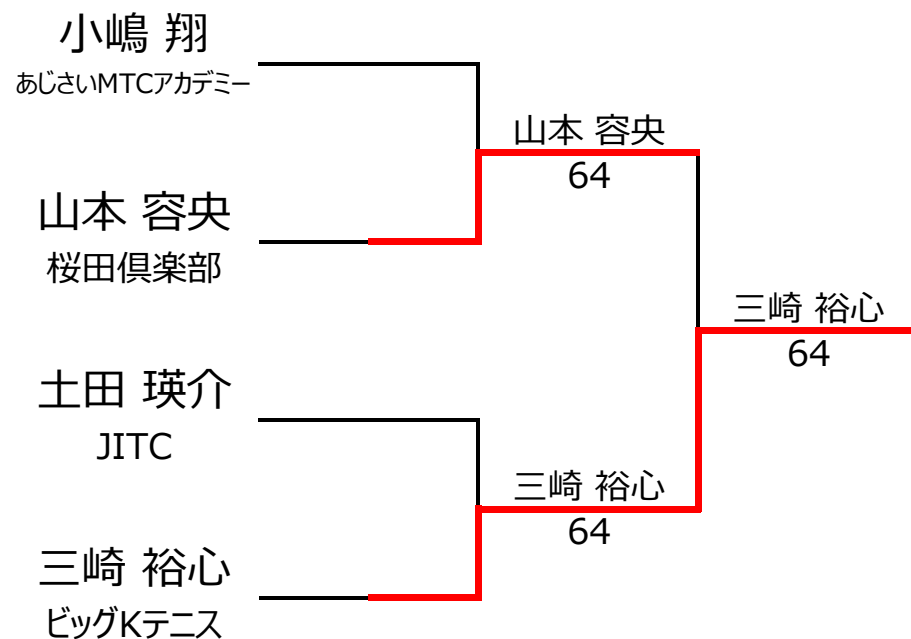 小嶋 翔
あじさいMTCアカデミー
山本 容央
64
山本 容央
桜田倶楽部
三崎 裕心
64
土田 瑛介
JITC
三崎 裕心
64
三崎 裕心
ビッグKテニス